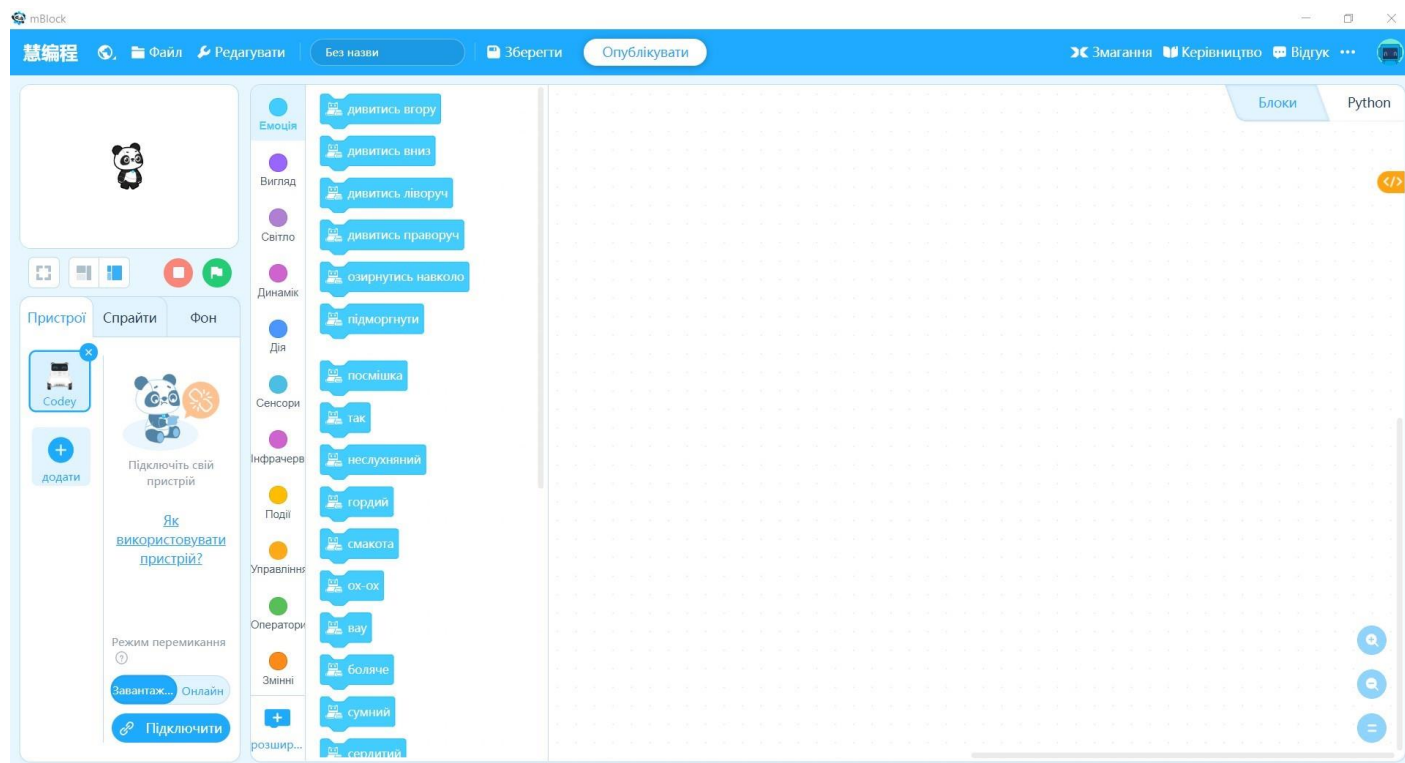 mBlock
慧编程 Файл Редагувати Без назви Зберегти Опублікувати Змагання Керівництво Відгук
Блоки Python
Пристрої Спрайти Фон
Codey
додати
Підключіть свій
пристрій
Як
використовувати
пристрій?
Режим перемикання
Завантаж... Онлайн
Підключити
Емоція
Вигляд
Світло
Динамік
Дія
Сенсори
Інфрачерв
Події
Управління
Оператори
Змінні
розшир...
дивитись вгору
дивитись вниз
дивитись ліворуч
дивитись праворуч
озирнутись навколо
підморгнути
посмішка
так
неслухняний
гордий
смакота
ох-ох
вау
боляче
сумний
сердитий